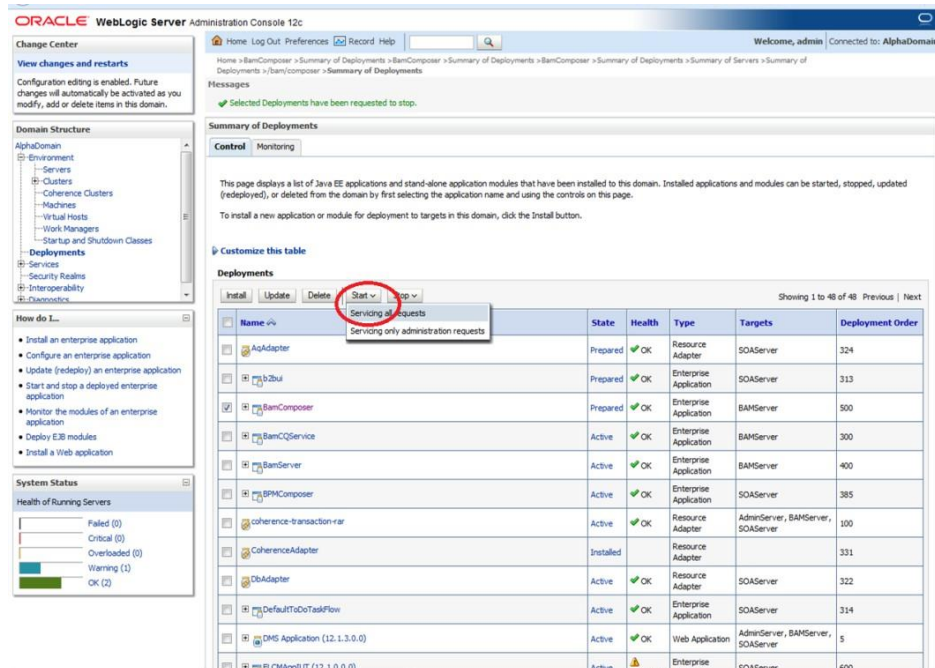 ORACLE WebLogic Server Administration Console 12c
Change Center
View changes and restarts
Configuration editing is enabled. Future
changes will automatically be activated as you
modify, add or delete items in this domain.
Domain Structure
AlphaDomain
Environment
Servers
Clusters
Coherence Clusters
Machines
Virtual Hosts
Work Managers
Startup and Shutdown Classes
Deployments
Services
Security Realms
Interoperability
Diagnostics
How do I...
Install an enterprise application
Configure an enterprise application
Update (redeploy) an enterprise application
Start and stop a deployed enterprise
application
Monitor the modules of an enterprise
application
Deploy EJB modules
Install a Web application
System Status
Health of Running Servers
Failed (0)
Critical (0)
Overloaded (0)
Warning (1)
OK (2)
Home Log Out Preferences Record Help
Welcome, admin Connected to: AlphaDomain
Home >BamComposer >Summary of Deployments >BamComposer >Summary of Deployments >BamComposer >Summary of Deployments >Summary of Servers >Summary of
Deployments >/bam/composer >Summary of Deployments
Messages
Selected Deployments have been requested to stop.
Summary of Deployments
Control Monitoring
This page displays a list of Java EE applications and stand-alone application modules that have been installed to this domain. Installed applications and modules can be started, stopped, updated
(redeployed), or deleted from the domain by first selecting the application name and using the controls on this page.
To install a new application or module for deployment to targets in this domain, click the Install button.
Customize this table
Deployments
Install Update Delete Start Stop Showing 1 to 48 of 48 Previous | Next
Servicing all requests
Servicing only administration requests
Name State Health Type Targets Deployment Order
AqAdapter Prepared OK Resource Adapter SOAServer 324
b2bui Prepared OK Enterprise Application SOAServer 313
BamComposer Prepared OK Enterprise Application BAMServer 500
BamCQService Active OK Enterprise Application BAMServer 300
BamServer Active OK Enterprise Application BAMServer 400
BPMComposer Active OK Enterprise Application SOAServer 385
coherence-transaction-rar Active OK Resource Adapter AdminServer, BAMServer, SOAServer 100
CoherenceAdapter Installed Resource Adapter 331
DbAdapter Active OK Resource Adapter SOAServer 322
DefaultToDoTaskFlow Active OK Enterprise Application SOAServer 314
DMS Application (12.1.3.0.0) Active OK Web Application AdminServer, BAMServer, SOAServer 5
Active Enterprise SOAServer 600